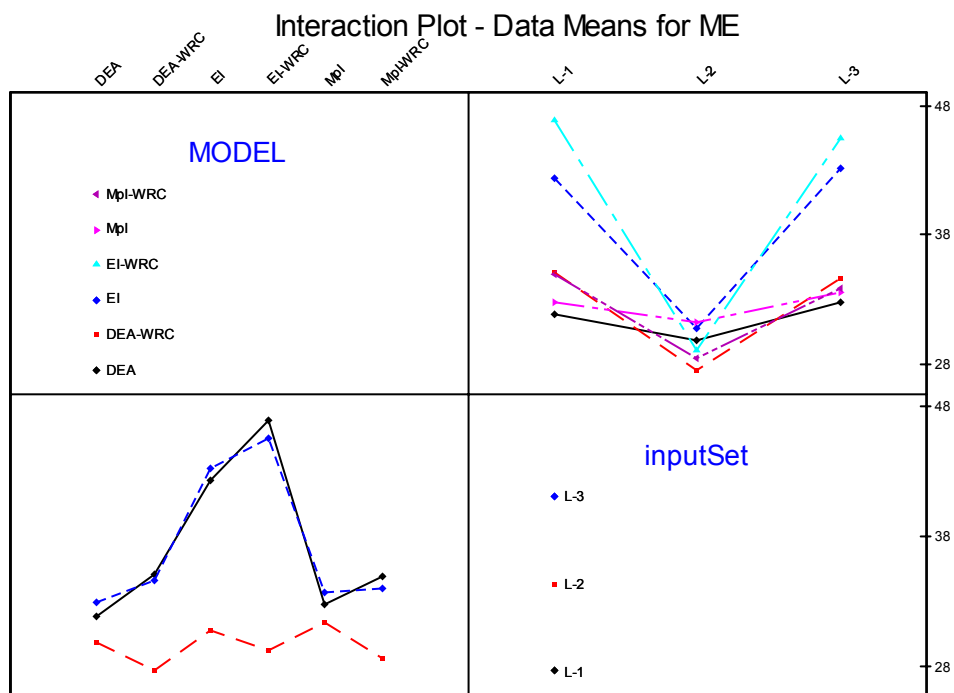 Interaction Plot - Data Means for ME
DEA
DEA-WRC
EI
EI-WRC
MpI
MpI-WRC
L-1
L-2
L-3
MODEL
MpI-WRC
MpI
EI-WRC
EI
DEA-WRC
DEA
48
38
28
inputSet
L-3
L-2
L-1
48
38
28